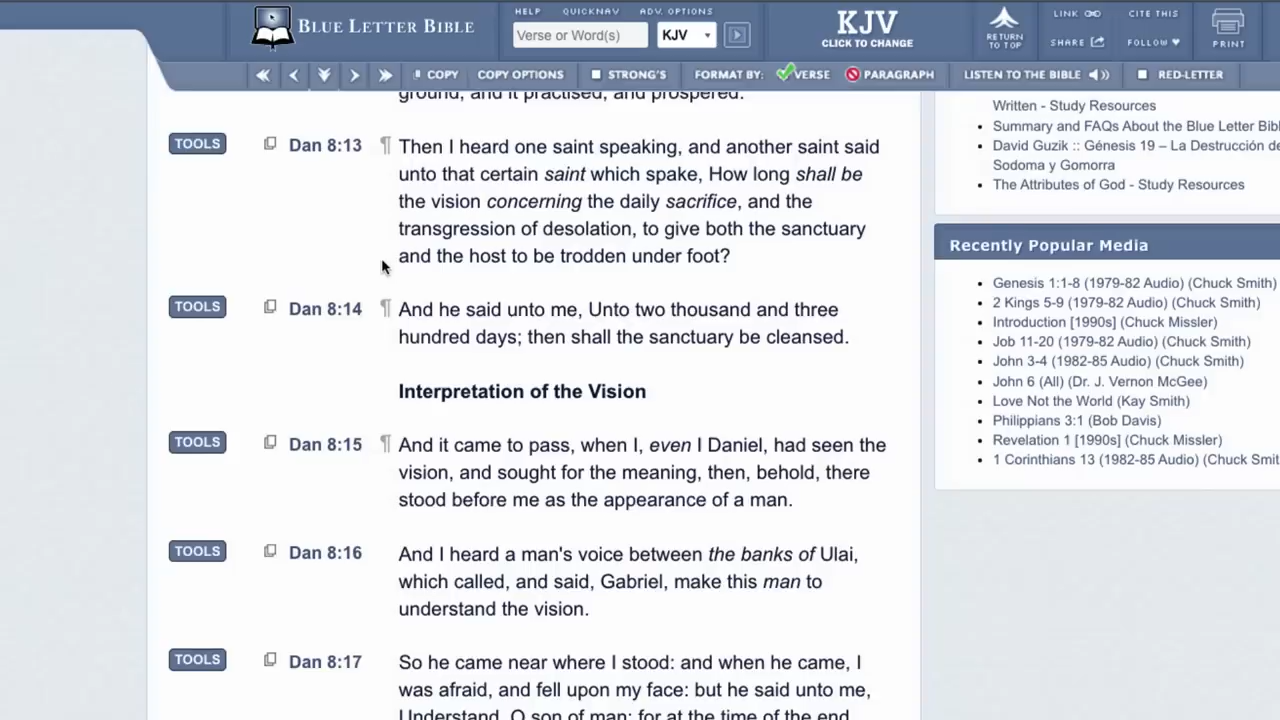 HELP QUICKNAV ADV. OPTIONS
BLUE LETTER BIBLE
Verse or Word(s)
KJV
KJV
CLICK TO CHANGE
RETURN
TO TOP
LINK
CITE THIS
SHARE
FOLLOW
PRINT
COPY
COPY OPTIONS
STRONG'S
FORMAT BY:
VERSE
PARAGRAPH
LISTEN TO THE BIBLE
RED-LETTER
ground, and it practised, and prospered.
TOOLS
Dan 8:13
¶ Then I heard one saint speaking, and another saint said
unto that certain saint which spake, How long shall be
the vision concerning the daily sacrifice, and the
transgression of desolation, to give both the sanctuary
and the host to be trodden under foot?
TOOLS
Dan 8:14
¶ And he said unto me, Unto two thousand and three
hundred days; then shall the sanctuary be cleansed.
Interpretation of the Vision
TOOLS
Dan 8:15
¶ And it came to pass, when I, even I Daniel, had seen the
vision, and sought for the meaning, then, behold, there
stood before me as the appearance of a man.
TOOLS
Dan 8:16
And I heard a man's voice between the banks of Ulai,
which called, and said, Gabriel, make this man to
understand the vision.
TOOLS
Dan 8:17
So he came near where I stood: and when he came, I
was afraid, and fell upon my face: but he said unto me,
Understand, O son of man: for at the time of the end
Written - Study Resources
Summary and FAQs About the Blue Letter Bibl
David Guzik :: Génesis 19 – La Destrucción de
Sodoma y Gomorra
The Attributes of God - Study Resources
Recently Popular Media
Genesis 1:1-8 (1979-82 Audio) (Chuck Smith)
2 Kings 5-9 (1979-82 Audio) (Chuck Smith)
Introduction [1990s] (Chuck Missler)
Job 11-20 (1979-82 Audio) (Chuck Smith)
John 3-4 (1982-85 Audio) (Chuck Smith)
John 6 (All) (Dr. J. Vernon McGee)
Love Not the World (Kay Smith)
Philippians 3:1 (Bob Davis)
Revelation 1 [1990s] (Chuck Missler)
1 Corinthians 13 (1982-85 Audio) (Chuck Smit